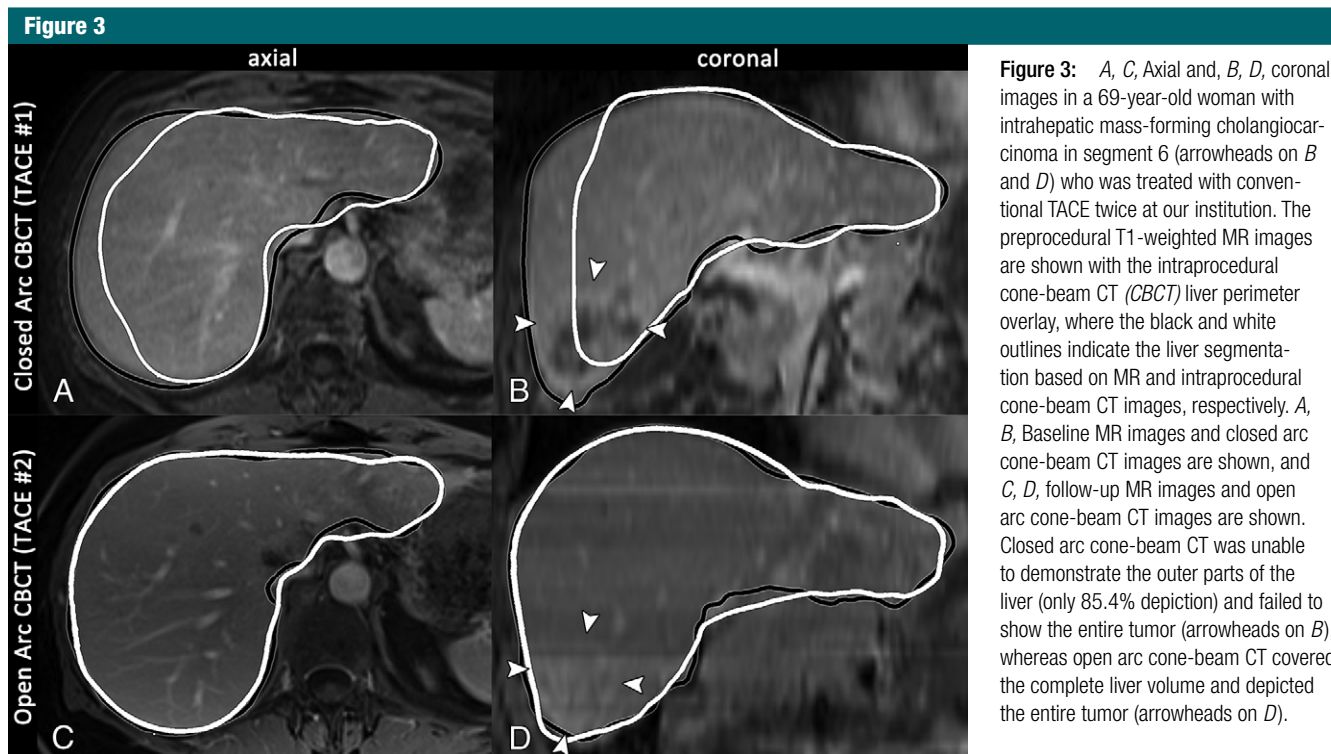 Figure 3
axial
coronal
Closed Arc CBCT (TACE #1)
A
B
Open Arc CBCT (TACE #2)
C
D
Figure 3: A, C, Axial and, B, D, coronal
images in a 69-year-old woman with
intrahepatic mass-forming cholangiocar-
cinoma in segment 6 (arrowheads on B
and D) who was treated with conven-
tional TACE twice at our institution. The
preprocedural T1-weighted MR images
are shown with the intraprocedural
cone-beam CT (CBCT) liver perimeter
overlay, where the black and white
outlines indicate the liver segmenta-
tion based on MR and intraprocedural
cone-beam CT images, respectively. A,
B, Baseline MR images and closed arc
cone-beam CT images are shown, and
C, D, follow-up MR images and open
arc cone-beam CT images are shown.
Closed arc cone-beam CT was unable
to demonstrate the outer parts of the
liver (only 85.4% depiction) and failed to
show the entire tumor (arrowheads on B)
whereas open arc cone-beam CT covered
the complete liver volume and depicted
the entire tumor (arrowheads on D).